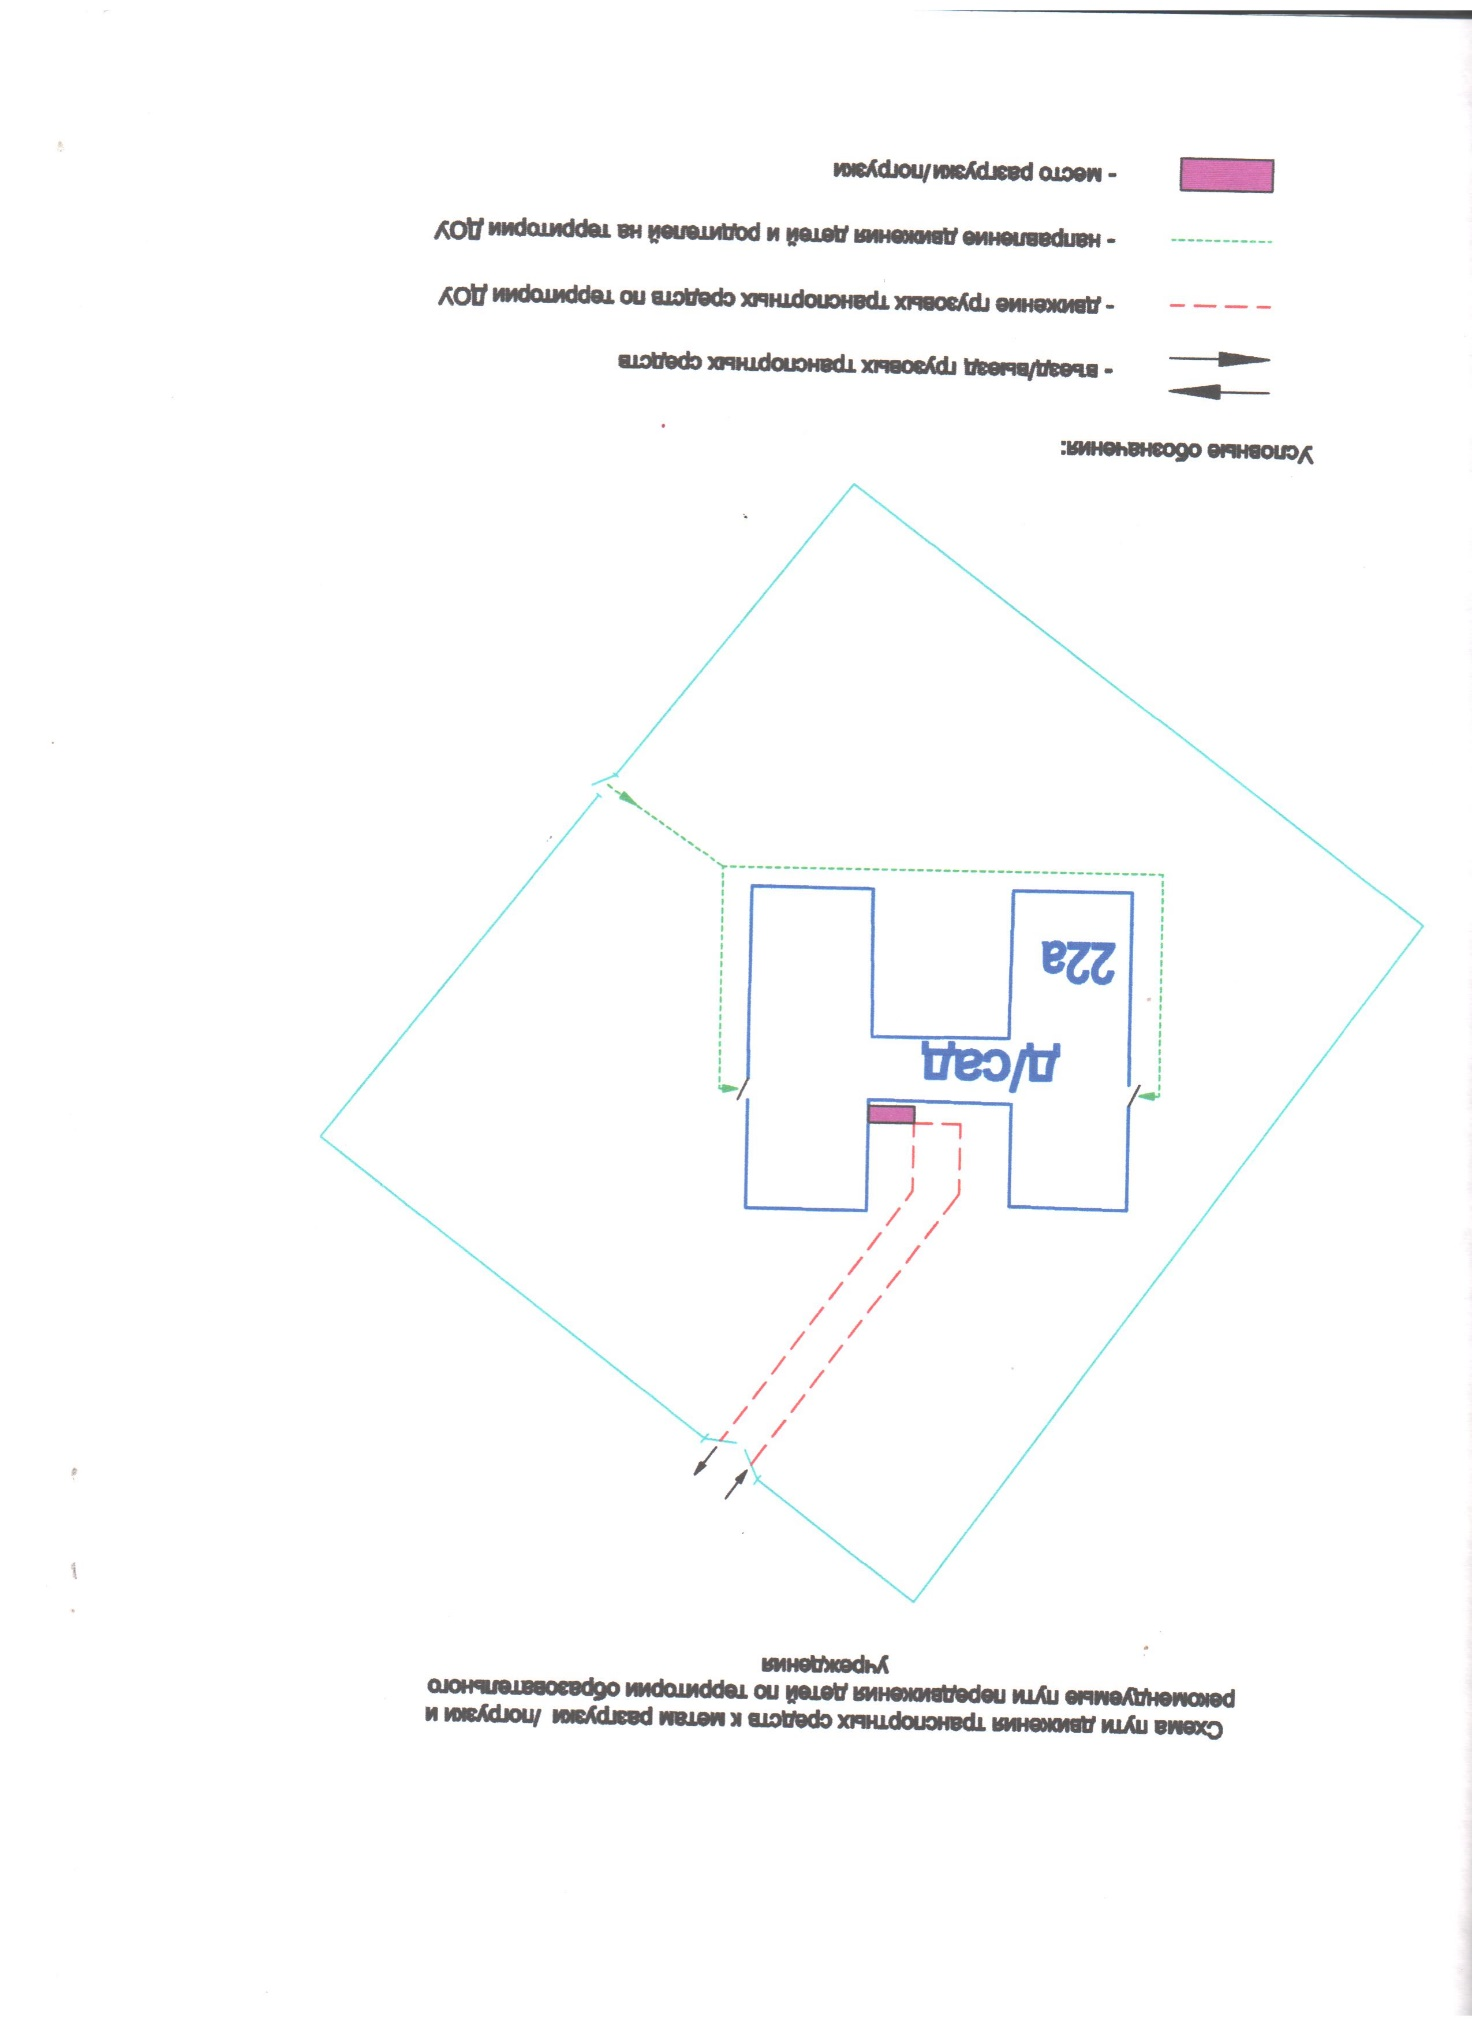 Схема пути движения транспортных средств к метам разгрузки /погрузки и
рекомендуемые пути передвижения детей по территории образовательного
учреждения
д/сад
22а
Условные обозначения:
- въезд/выезд грузовых транспортных средств
- движение грузовых транспортных средств по территории ДОУ
- направление движения детей и родителей на территории ДОУ
- место разгрузки/погрузки